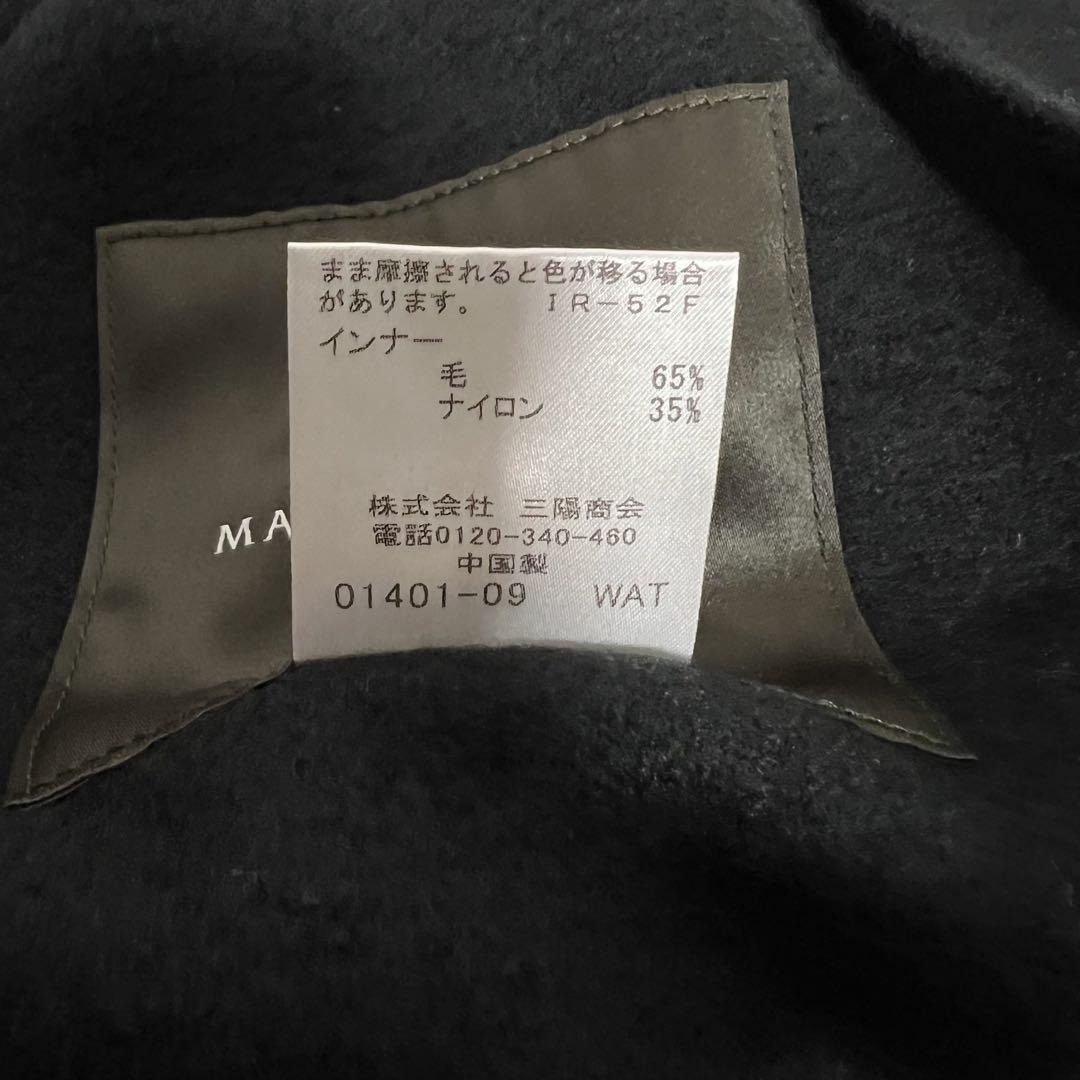 まま摩擦されると色が移る場合
があります。 IR-52F
インナー
毛 65%
ナイロン 35%
MA
株式会社 三陽商会
電話0120-340-460
中国製
01401-09 WAT